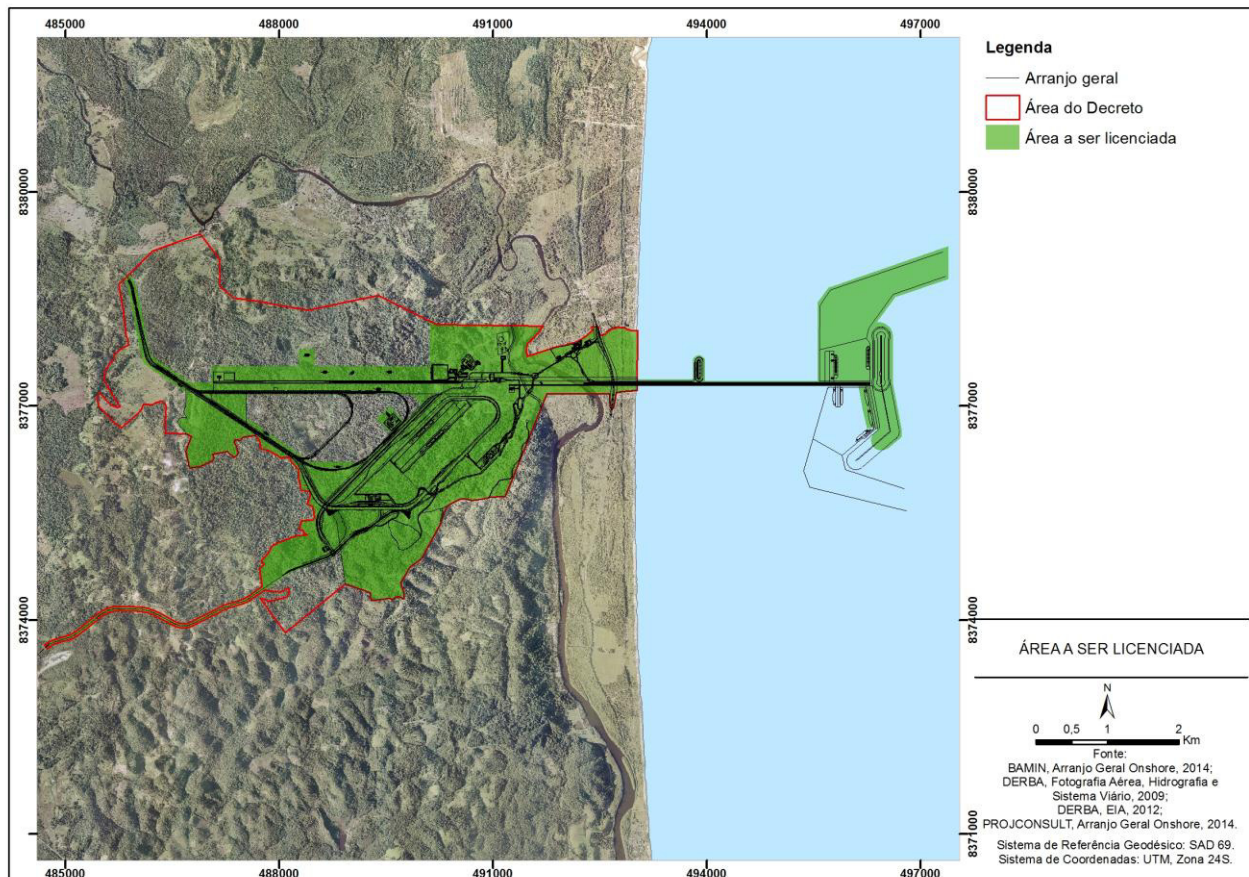 485000 488000 491000 494000 497000
Legenda
Arranjo geral
Área do Decreto
Área a ser licenciada
8380000 8380000
8377000 8377000
8374000 8374000
8371000
ÁREA A SER LICENCIADA
N
0 0,5 1 2
Km
Fonte:
BAMIN, Arranjo Geral Onshore, 2014;
DERBA, Fotografia Aérea, Hidrografia e
Sistema Viário, 2009;
DERBA, EIA, 2012;
PROJCONSULT, Arranjo Geral Onshore, 2014.
Sistema de Referência Geodésico: SAD 69.
Sistema de Coordenadas: UTM, Zona 24S.
8371000
485000 488000 491000 494000 497000